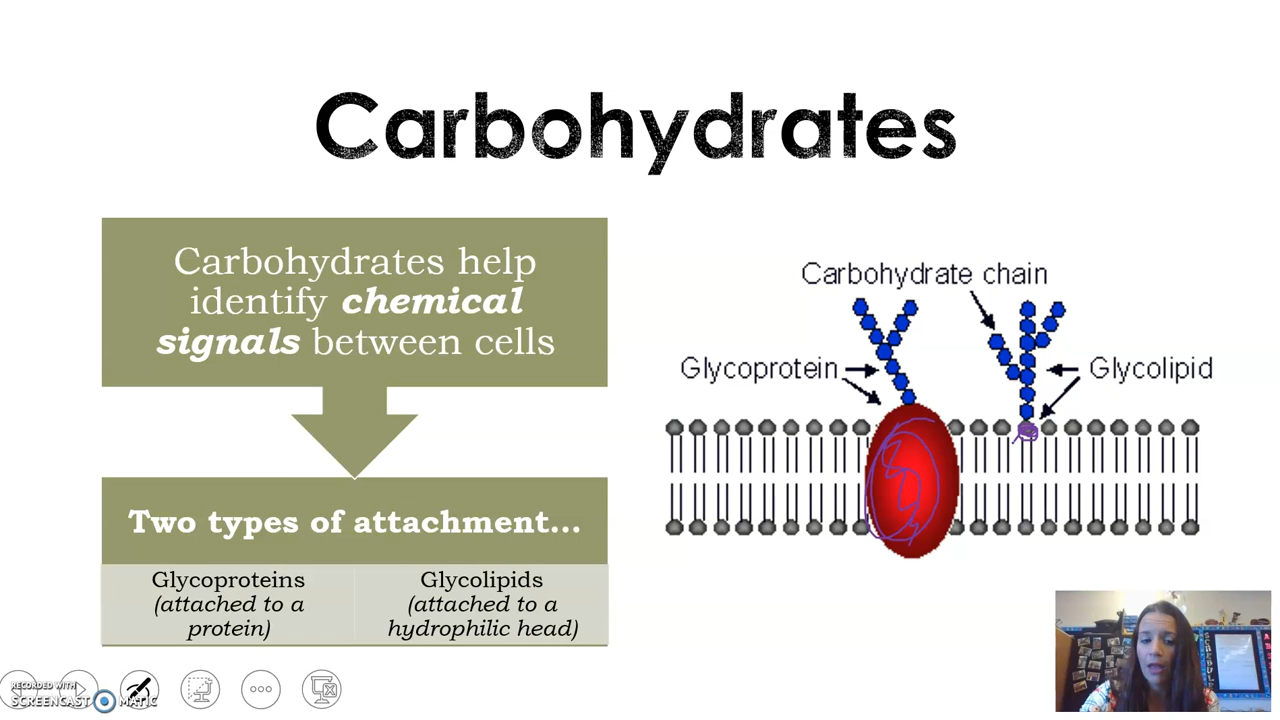 Carbohydrates
Carbohydrates help
identify chemical
signals between cells
Two types of attachment...
Glycoproteins
(attached to a
protein)
Glycolipids
(attached to a
hydrophilic head)
Carbohydrate chain
Glycoprotein
Glycolipid
RECORDED WITH
SCREENCAST MATIC
SCHEDULE